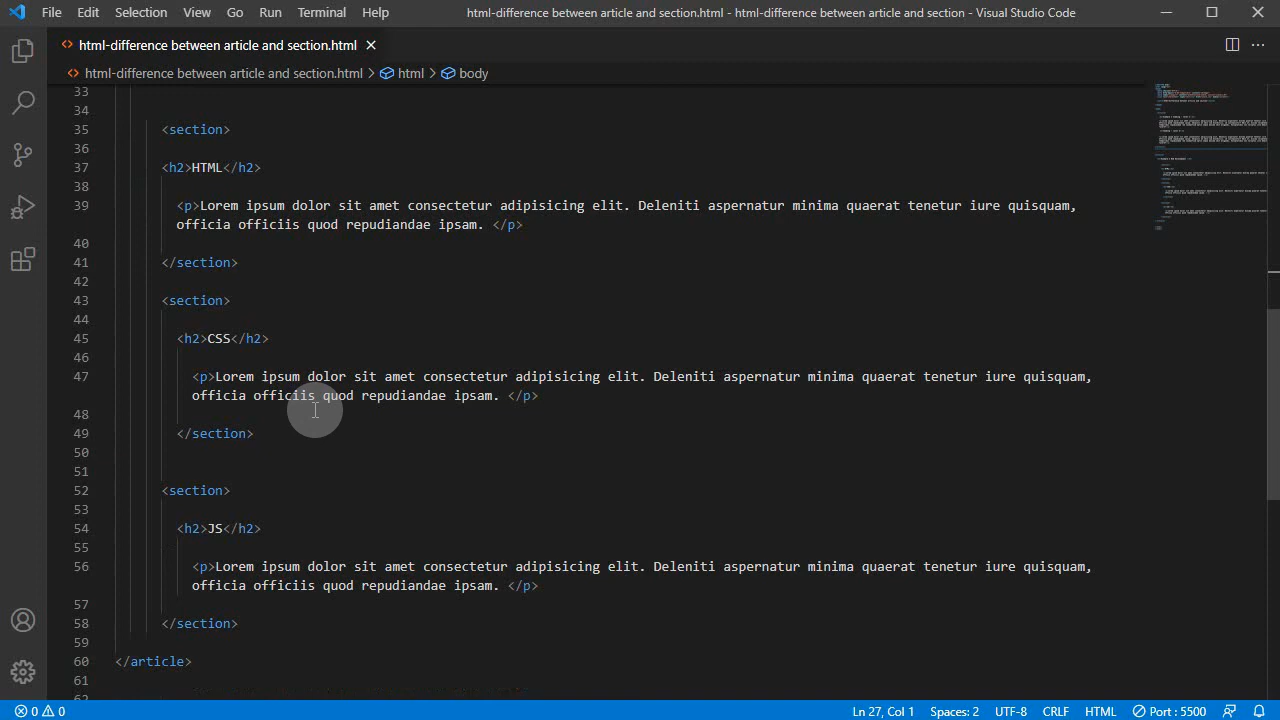 File Edit Selection View Go Run Terminal Help html-difference between article and section.html - html-difference between article and section - Visual Studio Code
html-difference between article and section.html
html-difference between article and section.html > html > body
33
34
35 <section>
36
37 <h2>HTML</h2>
38
39 <p>Lorem ipsum dolor sit amet consectetur adipisicing elit. Deleniti aspernatur minima quaerat tenetur iure quisquam,
officia officiis quod repudiandae ipsam. </p>
40
41 </section>
42
43 <section>
44
45 <h2>CSS</h2>
46
47 <p>Lorem ipsum dolor sit amet consectetur adipisicing elit. Deleniti aspernatur minima quaerat tenetur iure quisquam,
officia officiis quod repudiandae ipsam. </p>
48
49 </section>
50
51
52 <section>
53
54 <h2>JS</h2>
55
56 <p>Lorem ipsum dolor sit amet consectetur adipisicing elit. Deleniti aspernatur minima quaerat tenetur iure quisquam,
officia officiis quod repudiandae ipsam. </p>
57
58 </section>
59
60 </article>
61
62
0 0 Ln 27, Col 1 Spaces: 2 UTF-8 CRLF HTML Port : 5500